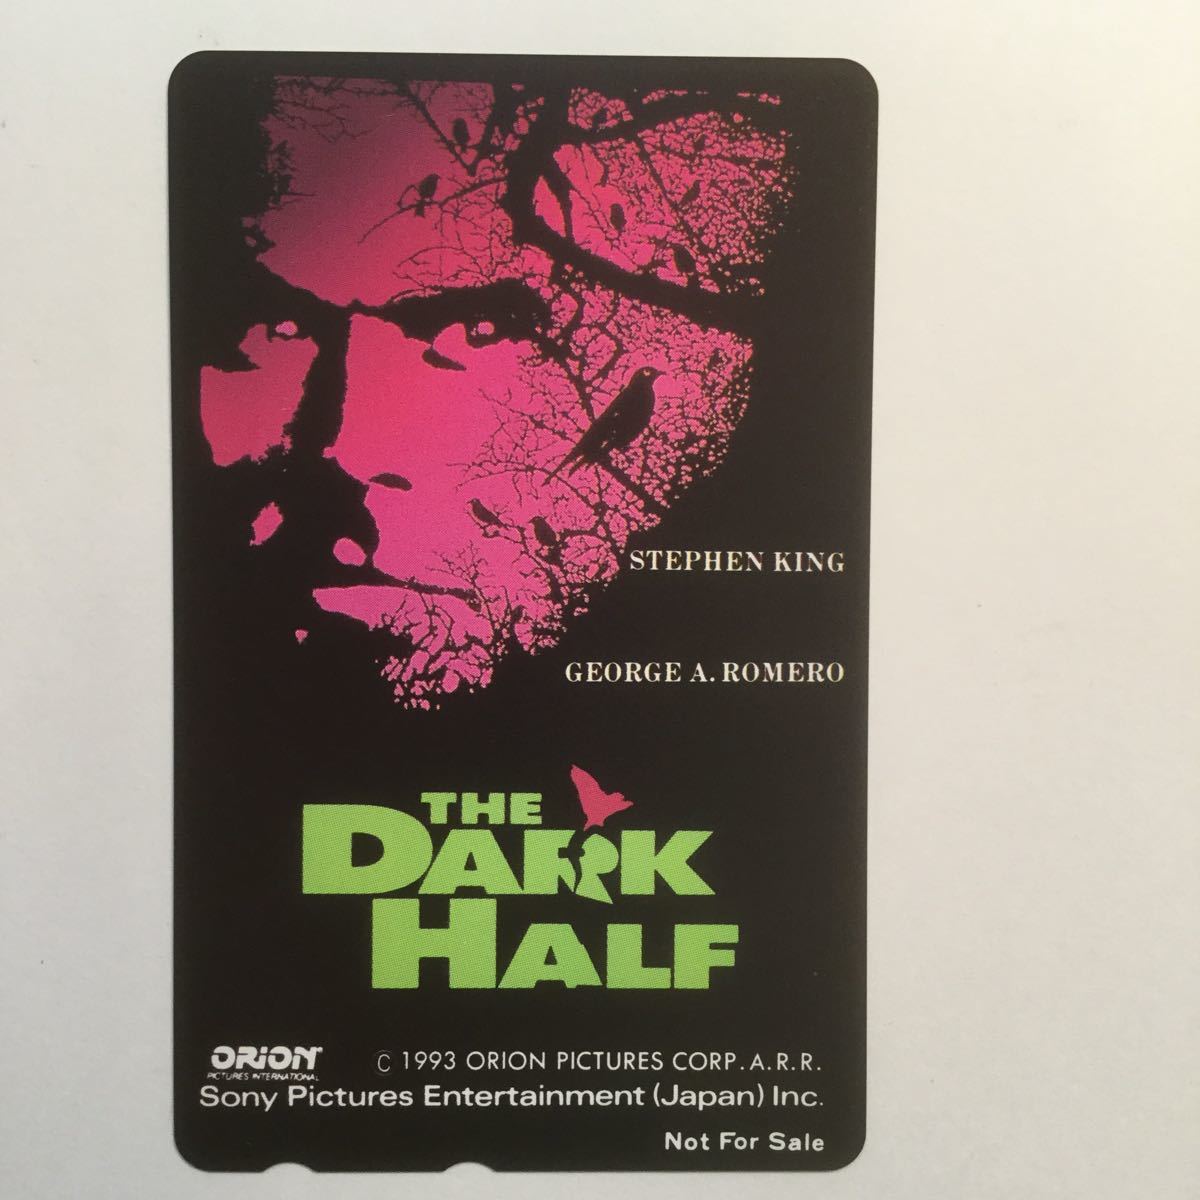 STEPHEN KING
GEORGE A. ROMERO
THE
DARK
HALF
ORION
PICTURES INTERNATIONAL
© 1993 ORION PICTURES CORP. A.R.R.
Sony Pictures Entertainment (Japan) Inc.
Not For Sale